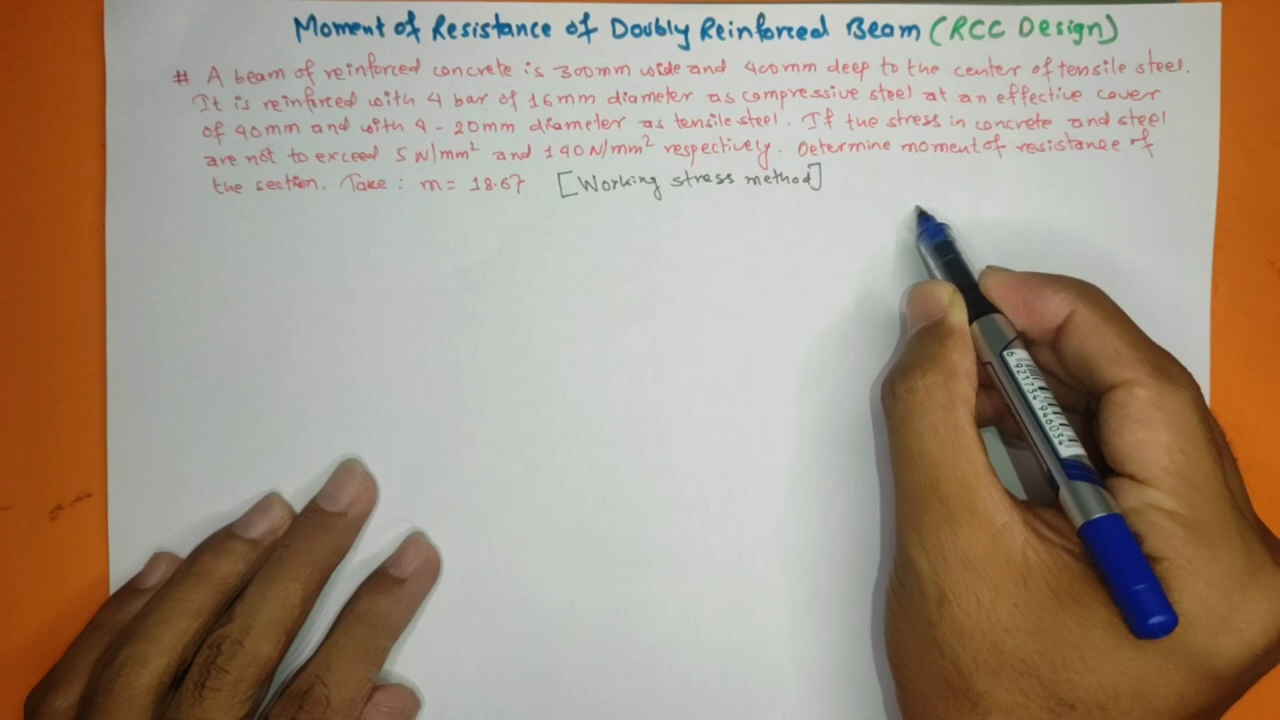 Moment of Resistance of Doubly Reinforced Beam (RCC Design)
# A beam of reinforced concrete is 300mm wide and 400mm deep to the center of tensile steel.
It is reinforced with 4 bar of 16mm diameter as compressive steel at an effective cover
of 40mm and with 4 - 20mm diameter as tensile steel. If the stress in concrete and steel
are not to exceed 5 N/mm² and 140 N/mm² respectively. Determine moment of resistance of
the section. Take : m = 18.67 [Working stress method]
6 921734 946034